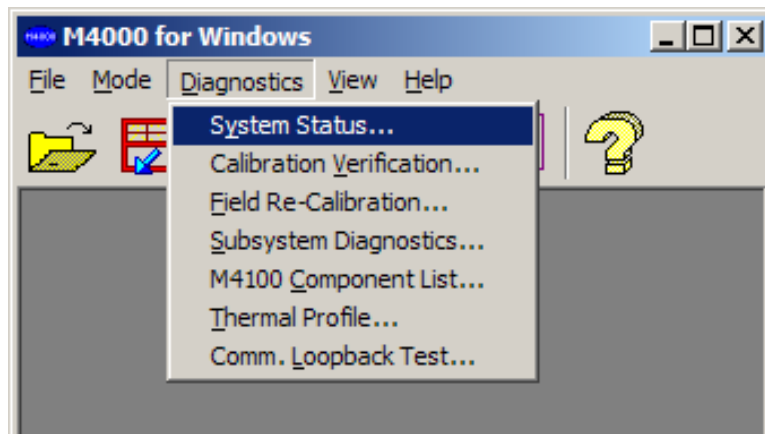 M4000 for Windows
File Mode Diagnostics View Help
System Status...
Calibration Verification...
Field Re-Calibration...
Subsystem Diagnostics...
M4100 Component List...
Thermal Profile...
Comm. Loopback Test...